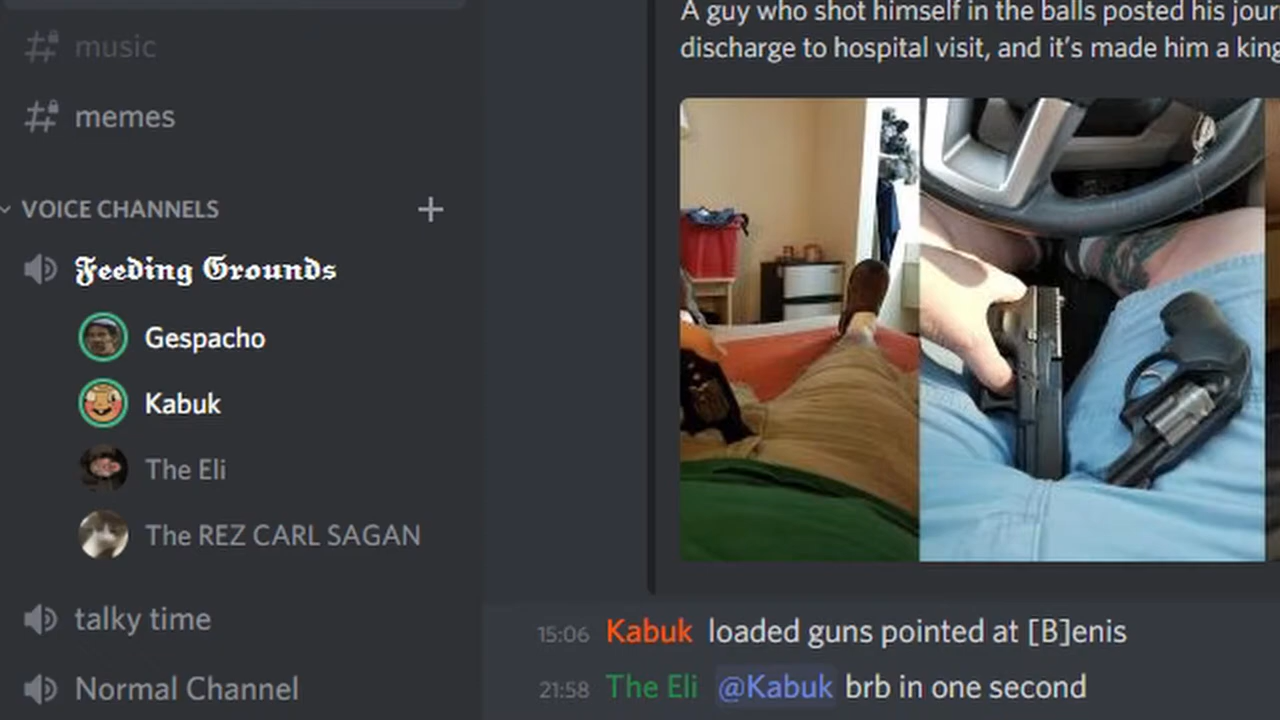 music
memes
VOICE CHANNELS
𝕱𝖊𝖊𝖉𝖎𝖓𝖌 𝕲𝖗𝖔𝖚𝖓𝖉𝖘
Gespacho
Kabuk
The Eli
The REZ CARL SAGAN
talky time
Normal Channel
A guy who shot himself in the balls posted his
discharge to hospital visit, and it's made him a
15:06 Kabuk loaded guns pointed at [B]enis
21:58 The Eli @Kabuk brb in one second